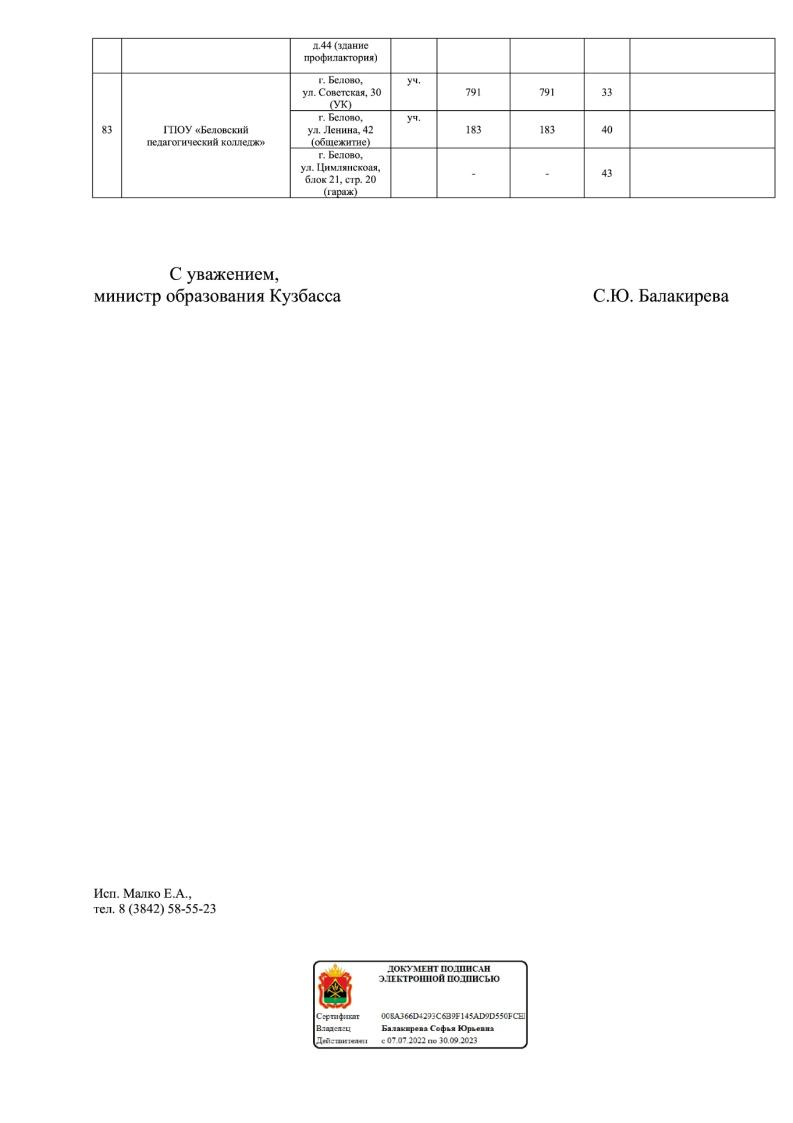 д.44 (здание
профилактория)
83
ГПОУ «Беловский
педагогический колледж»
г. Белово,
ул. Советская, 30
(УК)
уч.
791
791
33
г. Белово,
ул. Ленина, 42
(общежитие)
уч.
183
183
40
г. Белово,
ул. Цимлянскоая,
блок 21, стр. 20
(гараж)
-
-
43
С уважением,
министр образования Кузбасса С.Ю. Балакирева
Исп. Малко Е.А.,
тел. 8 (3842) 58-55-23
ДОКУМЕНТ ПОДПИСАН
ЭЛЕКТРОННОЙ ПОДПИСЬЮ
Сертификат 008A366D4293C6B9F145AD9D550FCE
Владелец Балакирева Софья Юрьевна
Действителен с 07.07.2022 по 30.09.2023